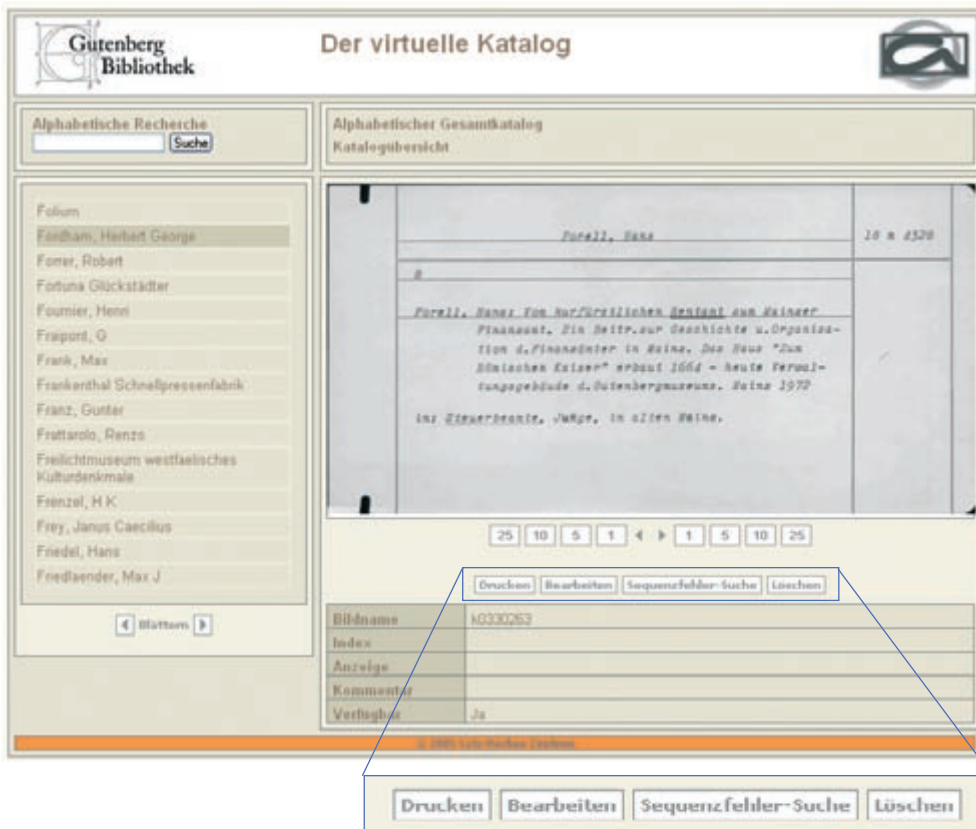 Gutenberg
Bibliothek
Der virtuelle Katalog
Alphabetische Recherche
Suche
Alphabetischer Gesamtkatalog
Katalogübersicht
Folium
Fordham, Herbert George
Forrer, Robert
Fortuna Glückstädter
Fournier, Henri
Fraipont, G
Frank, Max
Frankenthal Schnellpressenfabrik
Franz, Gunter
Frattarolo, Renzo
Freilichtmuseum westfaelisches
Kulturdenkmale
Frenzel, H K
Frey, Janus Caecilius
Friedel, Hans
Friedlaender, Max J
Blättern
Forell, Hans
Forell, Hans: Vom Kurfürstlichen Rentamt zum Mainzer
Finanzamt. Ein Beitr.zur Geschichte u.Organisa-
tion d.Finanzämter in Mainz. Das Haus "Zum
Römischen Kaiser" erbaut 1664 - heute Verwal-
tungsgebäude d.Gutenbergmuseums. Mainz 1972
in: Steuerbeamte, Junge, in alten Mainz.
25 10 5 1 1 5 10 25
Drucken Bearbeiten Sequenzfehler-Suche Löschen
Bildname k0330263
Index
Anzeige
Kommentar
Verfügbar Ja
© 2005
Drucken Bearbeiten Sequenzfehler-Suche Löschen